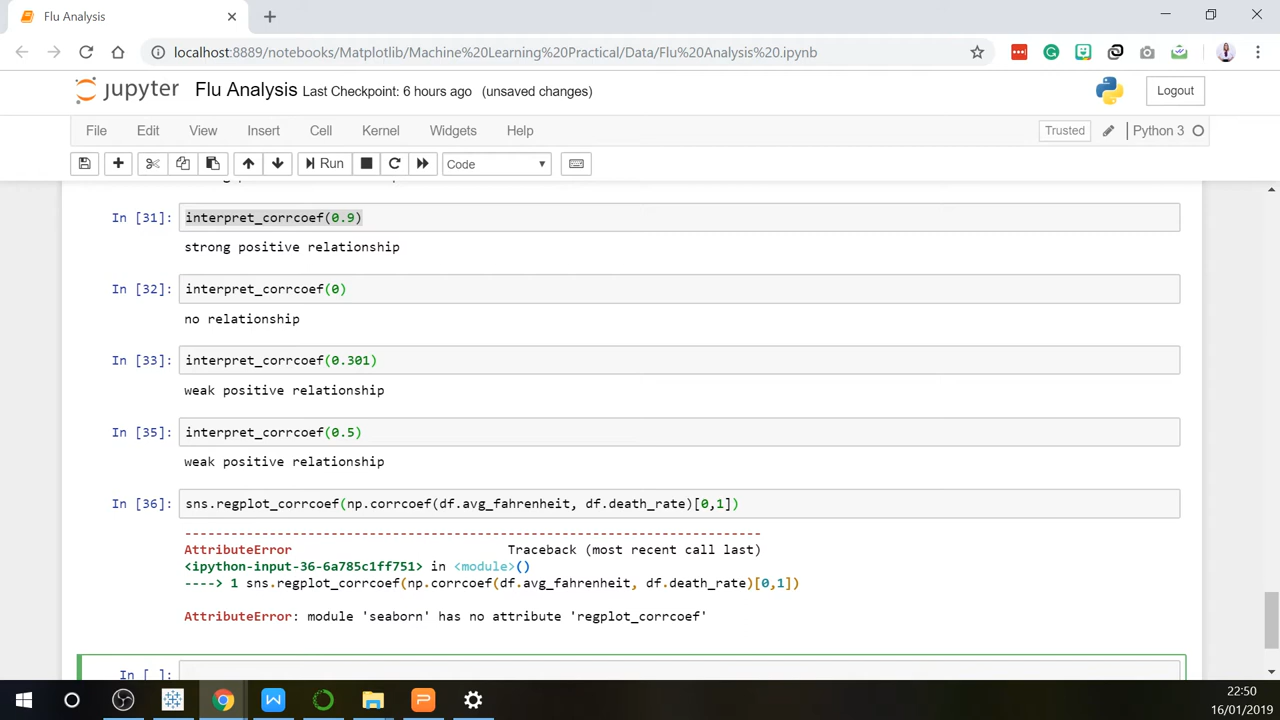 Flu Analysis
localhost:8889/notebooks/Matplotlib/Machine%20Learning%20Practical/Data/Flu%20Analysis%20.ipynb
jupyter Flu Analysis Last Checkpoint: 6 hours ago (unsaved changes) Logout
File Edit View Insert Cell Kernel Widgets Help Trusted Python 3
Run Code
In [31]: interpret_corrcoef(0.9)
strong positive relationship
In [32]: interpret_corrcoef(0)
no relationship
In [33]: interpret_corrcoef(0.301)
weak positive relationship
In [35]: interpret_corrcoef(0.5)
weak positive relationship
In [36]: sns.regplot_corrcoef(np.corrcoef(df.avg_fahrenheit, df.death_rate)[0,1])
---------------------------------------------------------------------------
AttributeError Traceback (most recent call last)
<ipython-input-36-6a785c1ff751> in <module>()
----> 1 sns.regplot_corrcoef(np.corrcoef(df.avg_fahrenheit, df.death_rate)[0,1])
AttributeError: module 'seaborn' has no attribute 'regplot_corrcoef'
In [ ]:
22:50
16/01/2019